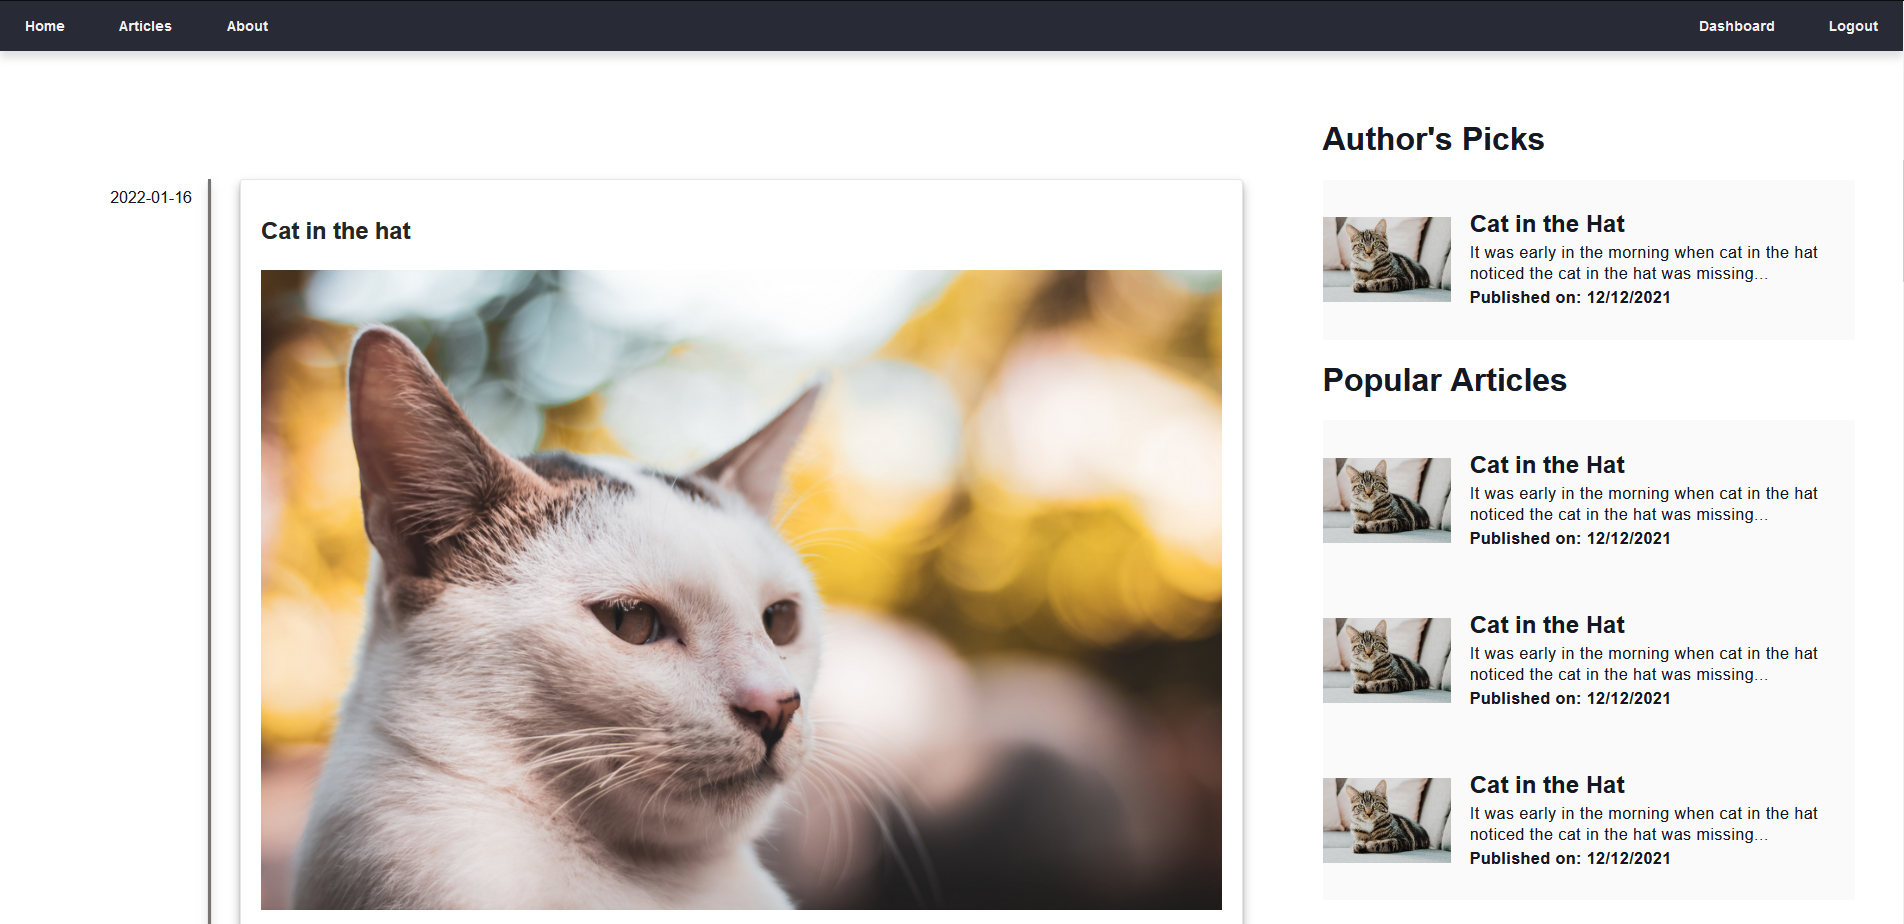 Home Articles About Dashboard Logout
2022-01-16
Cat in the hat
Author's Picks
Cat in the Hat
It was early in the morning when cat in the hat
noticed the cat in the hat was missing...
Published on: 12/12/2021
Popular Articles
Cat in the Hat
It was early in the morning when cat in the hat
noticed the cat in the hat was missing...
Published on: 12/12/2021
Cat in the Hat
It was early in the morning when cat in the hat
noticed the cat in the hat was missing...
Published on: 12/12/2021
Cat in the Hat
It was early in the morning when cat in the hat
noticed the cat in the hat was missing...
Published on: 12/12/2021